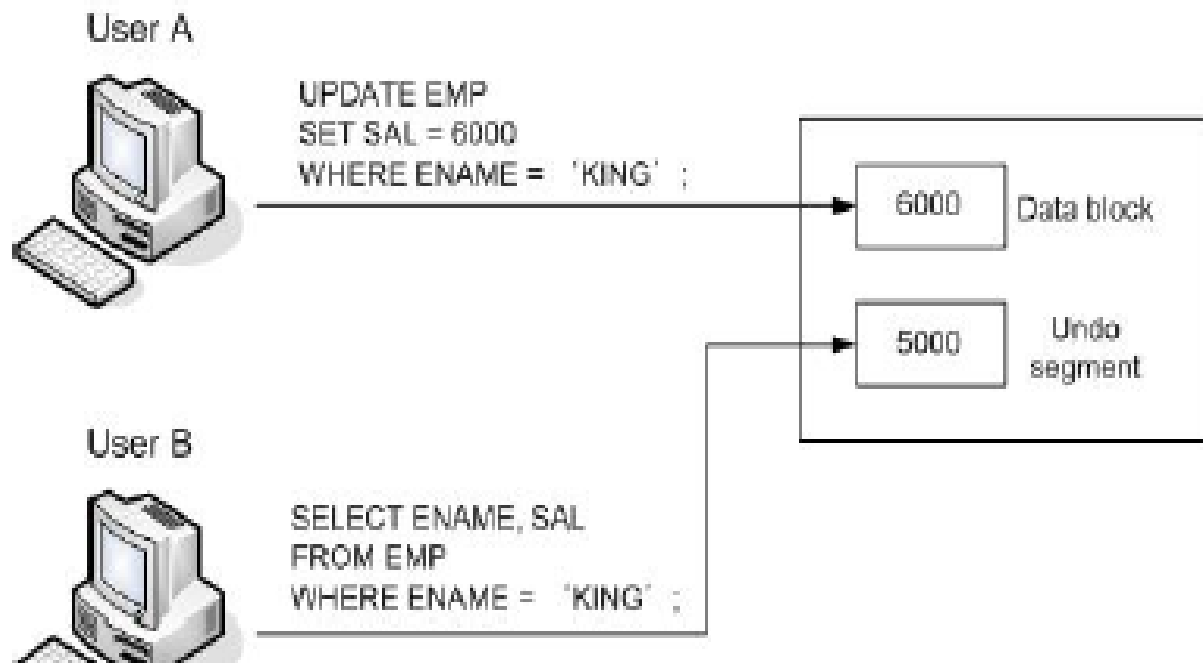 User A
UPDATE EMP
SET SAL = 6000
WHERE ENAME = ‘KING’ ;
6000
Data block
5000
Undo
segment
User B
SELECT ENAME, SAL
FROM EMP
WHERE ENAME = ‘KING’ ;